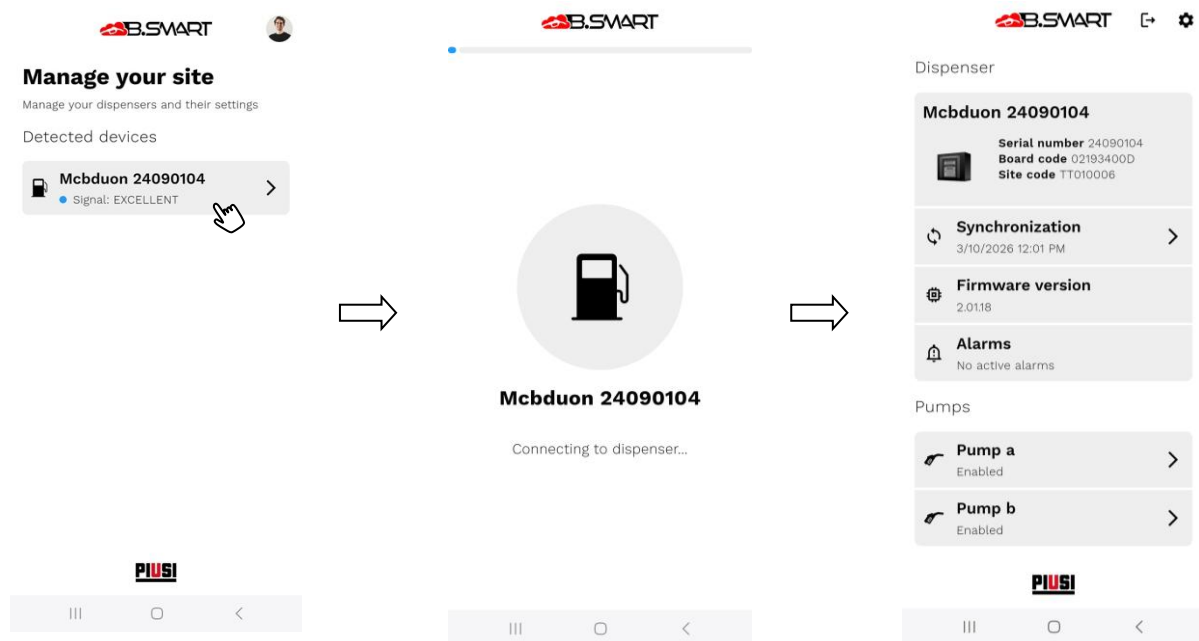 B.SMART
Manage your site
Manage your dispensers and their settings
Detected devices
Mcbduon 24090104
Signal: EXCELLENT
PIUSI
B.SMART
Mcbduon 24090104
Connecting to dispenser...
B.SMART
Dispenser
Mcbduon 24090104
Serial number 24090104
Board code 02193400D
Site code TT010006
Synchronization
3/10/2026 12:01 PM
Firmware version
2.01.18
Alarms
No active alarms
Pumps
Pump a
Enabled
Pump b
Enabled
PIUSI